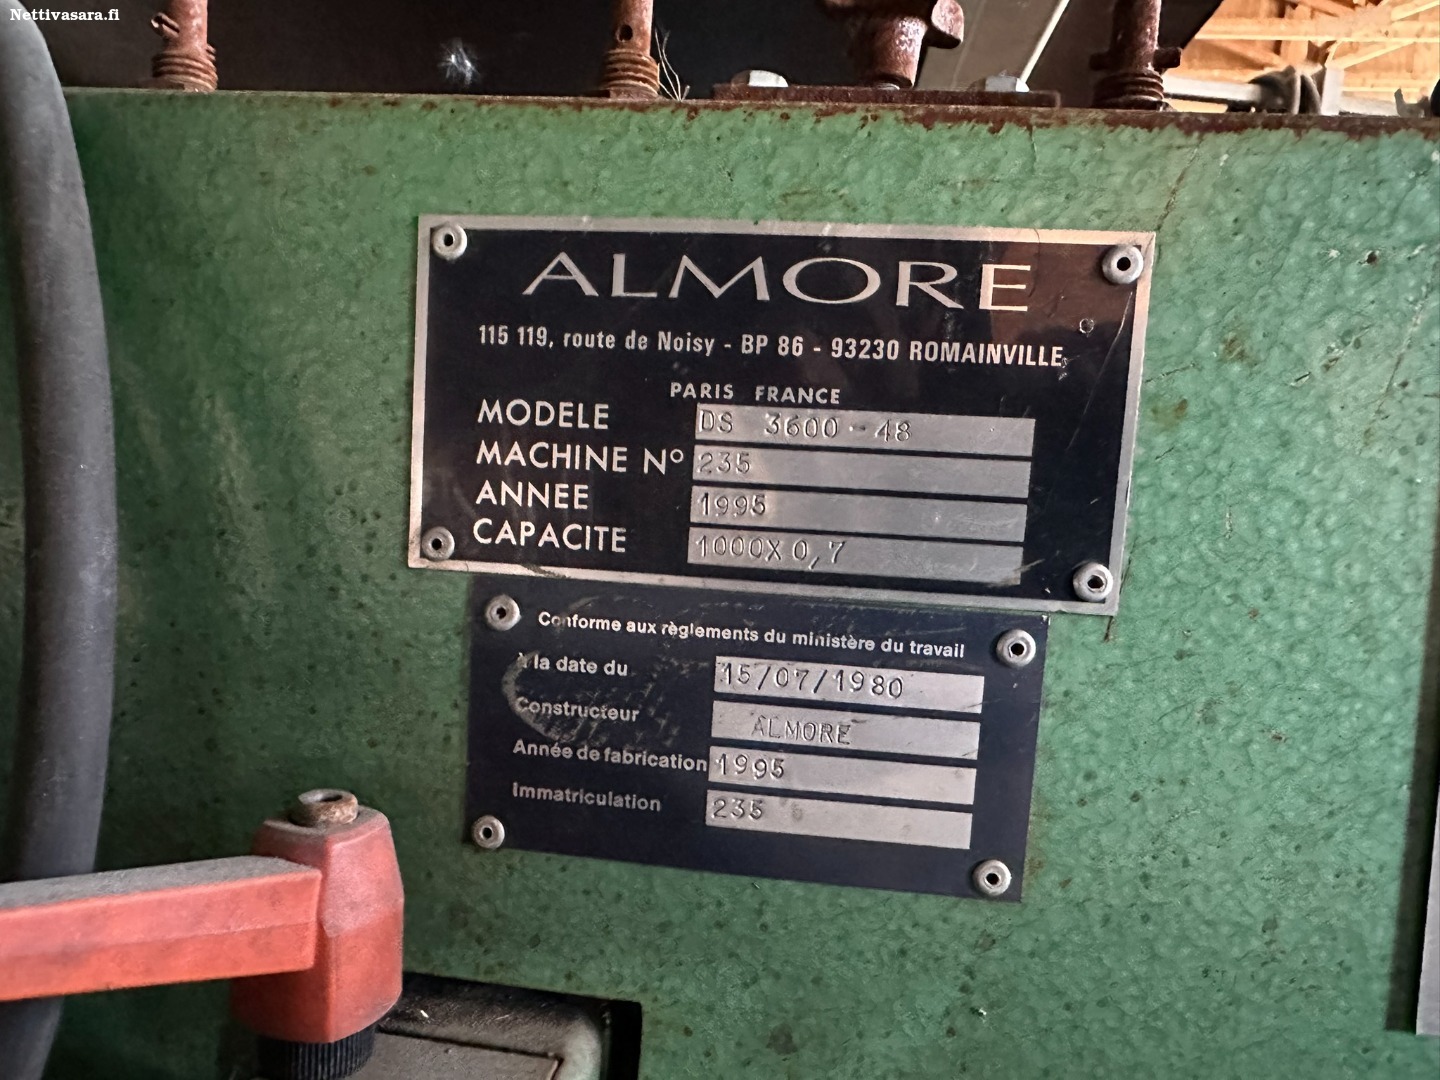 Nettivasara.fi
ALMORE
115 119, route de Noisy - BP 86 - 93230 ROMAINVILLE
PARIS FRANCE
MODELE DS 3600-48
MACHINE N° 235
ANNEE 1995
CAPACITE 1000X0,7
Conforme aux règlements du ministère du travail
à la date du 15/07/1980
Constructeur ALMORE
Année de fabrication 1995
Immatriculation 235